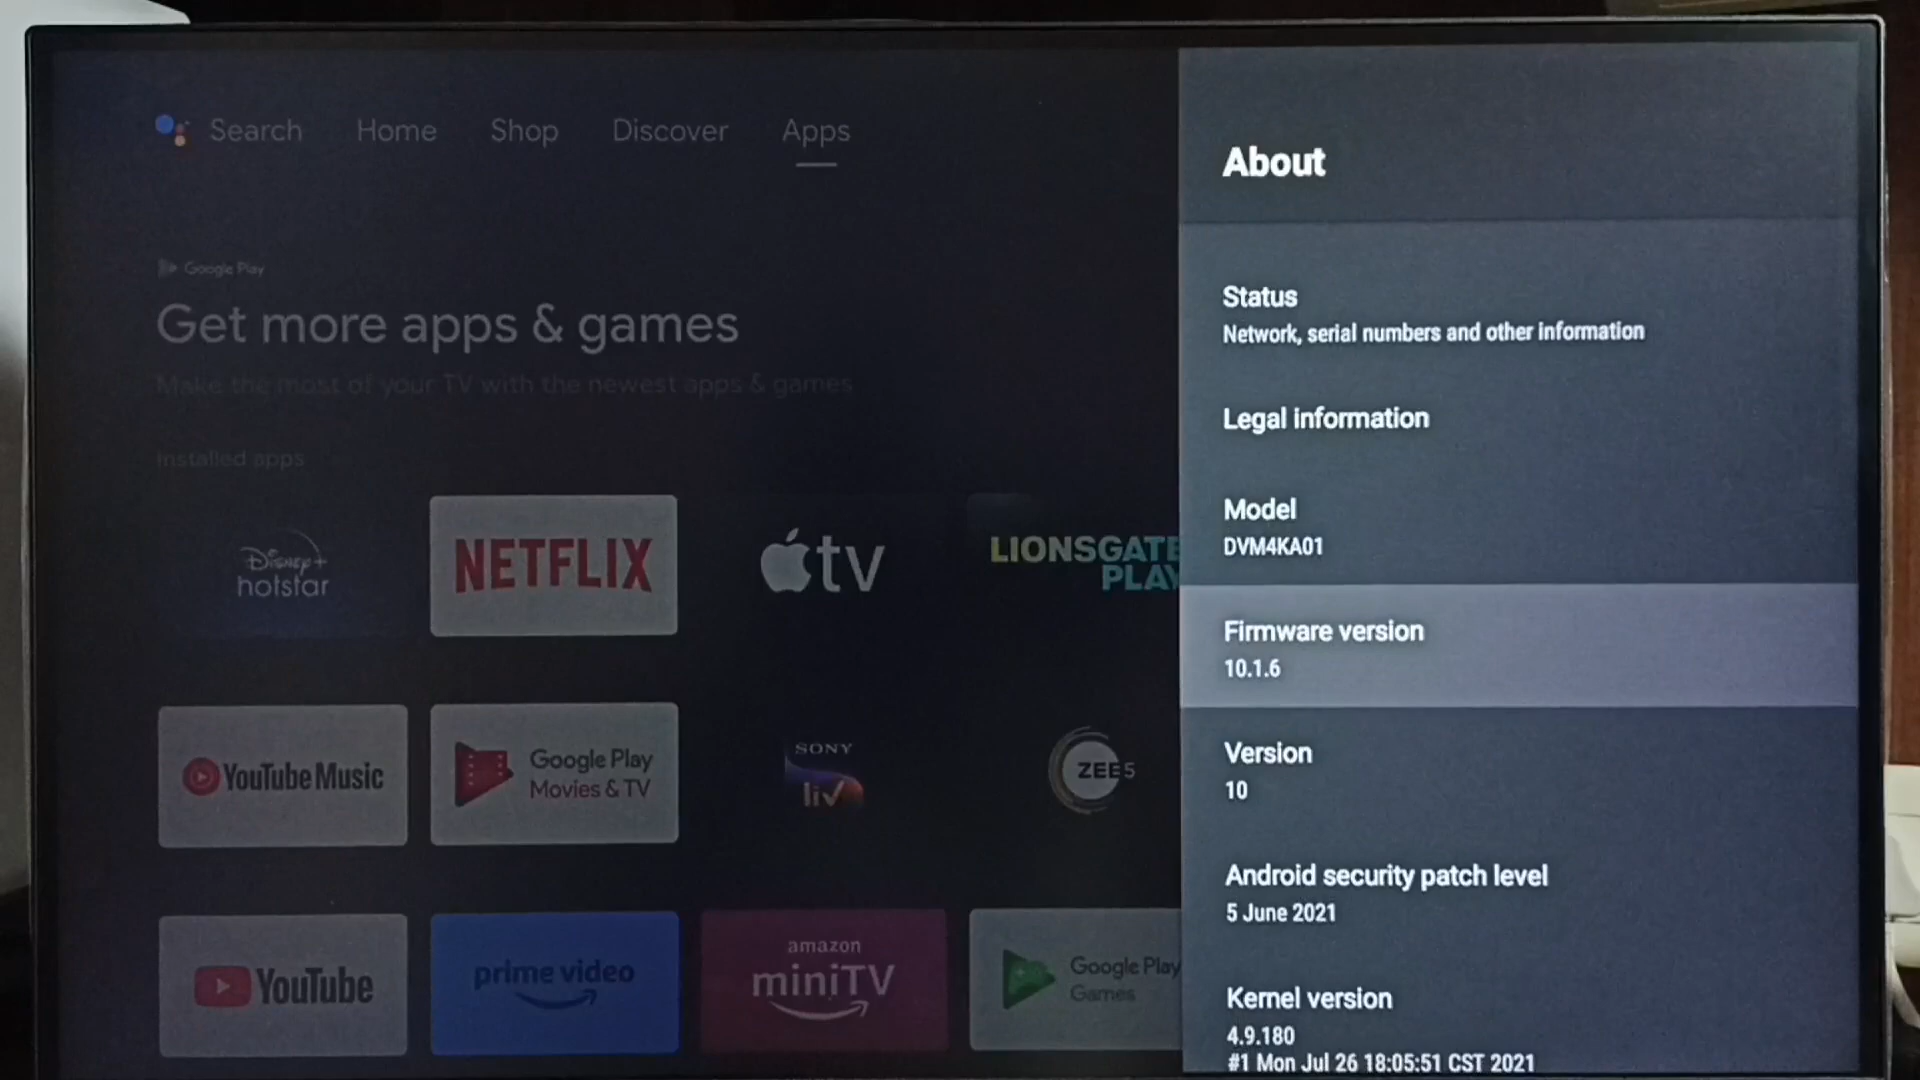 Search Home Shop Discover Apps
Google Play
Get more apps & games
Make the most of your TV with the newest apps & games
Installed apps
Disney+
hotstar
NETFLIX
tv
LIONSGATE
PLAY
YouTube Music
Google Play
Movies & TV
SONY
liv
ZEE5
YouTube
prime video
amazon
miniTV
Google Play
Games
About
Status
Network, serial numbers and other information
Legal information
Model
DVM4KA01
Firmware version
10.1.6
Version
10
Android security patch level
5 June 2021
Kernel version
4.9.180
#1 Mon Jul 26 18:05:51 CST 2021